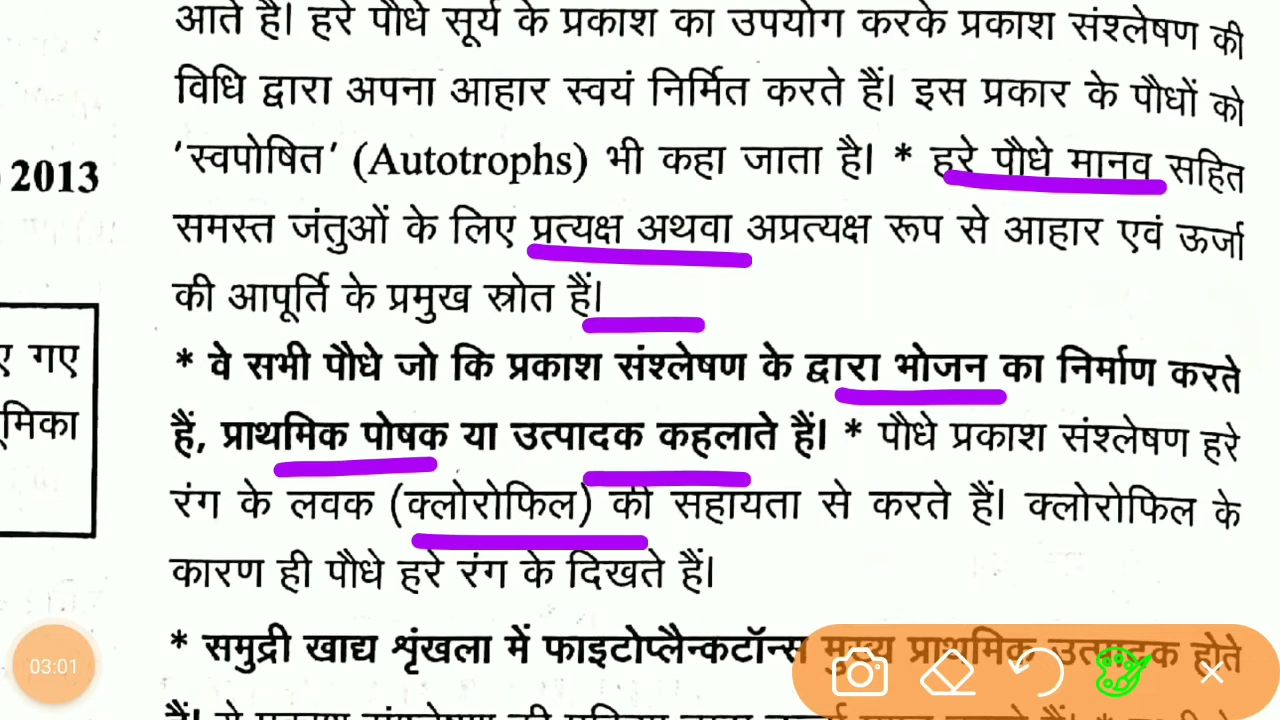 आते हैं। हरे पौधे सूर्य के प्रकाश का उपयोग करके प्रकाश संश्लेषण की
विधि द्वारा अपना आहार स्वयं निर्मित करते हैं। इस प्रकार के पौधों को
'स्वपोषित' (Autotrophs) भी कहा जाता है। * हरे पौधे मानव सहित
2013
समस्त जंतुओं के लिए प्रत्यक्ष अथवा अप्रत्यक्ष रूप से आहार एवं ऊर्जा
की आपूर्ति के प्रमुख स्रोत हैं।
ए गए
* वे सभी पौधे जो कि प्रकाश संश्लेषण के द्वारा भोजन का निर्माण करते
हैं, प्राथमिक पोषक या उत्पादक कहलाते हैं। * पौधे प्रकाश संश्लेषण हरे
रंग के लवक (क्लोरोफिल) की सहायता से करते हैं। क्लोरोफिल के
कारण ही पौधे हरे रंग के दिखते हैं।
* समुद्री खाद्य शृंखला में फाइटोप्लैन्कटॉन्स मुख्य प्राथमिक उत्पादक होते
03:01